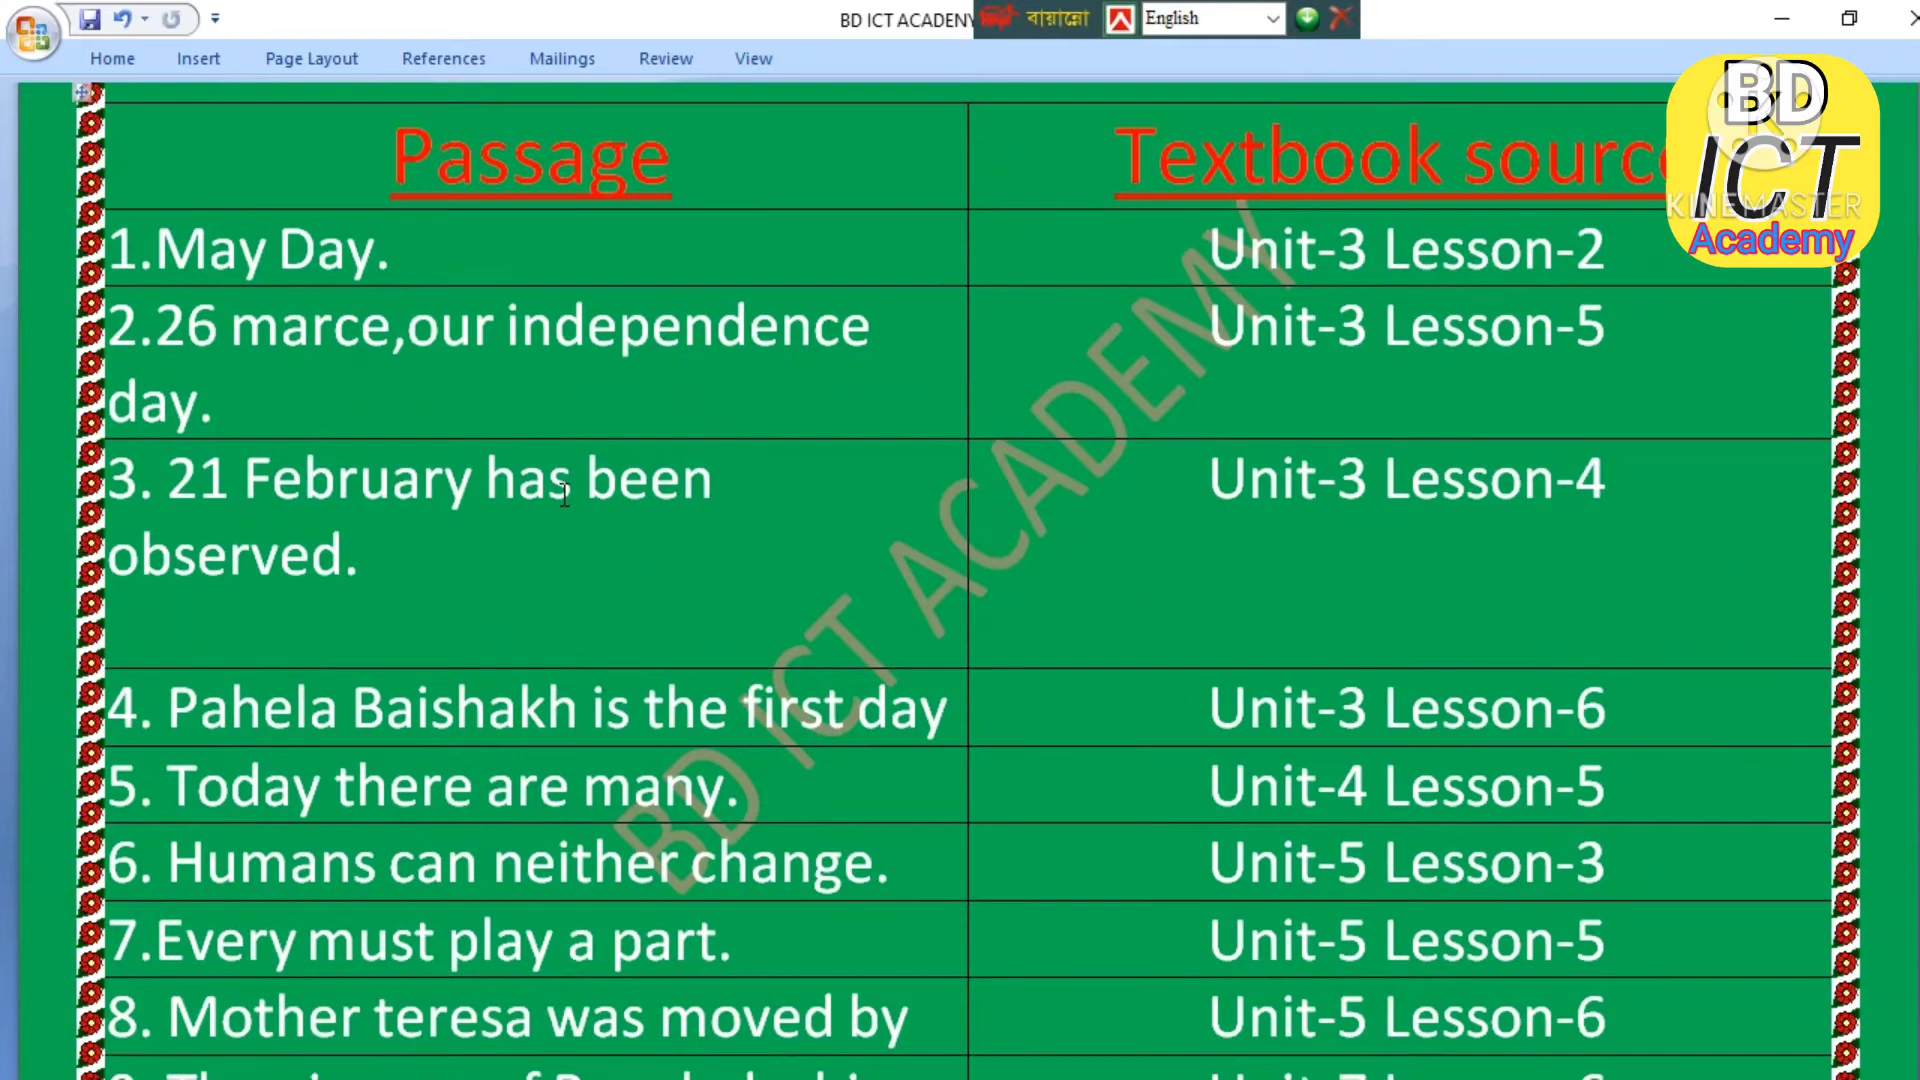 BD ICT ACADEMY
বায়ান্নো
English
Home Insert Page Layout References Mailings Review View
BD
ICT
KINEMASTER
Academy
Passage Textbook sourc
1.May Day. Unit-3 Lesson-2
2.26 marce,our independence Unit-3 Lesson-5
day.
3. 21 February has been Unit-3 Lesson-4
observed.
4. Pahela Baishakh is the first day Unit-3 Lesson-6
5. Today there are many. Unit-4 Lesson-5
6. Humans can neither change. Unit-5 Lesson-3
7.Every must play a part. Unit-5 Lesson-5
8. Mother teresa was moved by Unit-5 Lesson-6
BD ICT ACADEMY